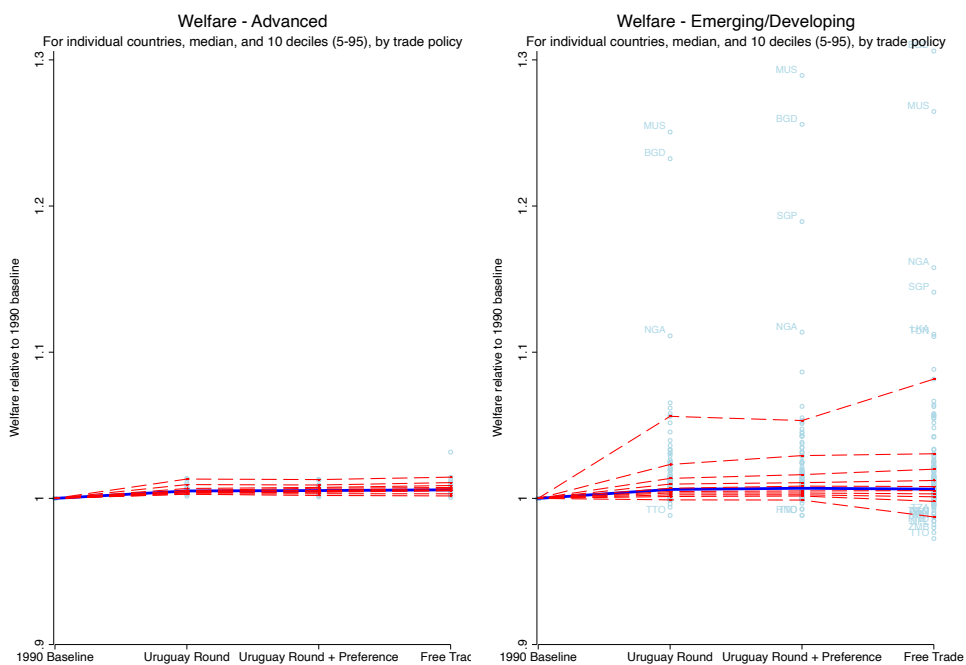 Welfare - Advanced
For individual countries, median, and 10 deciles (5-95), by trade policy
Welfare relative to 1990 baseline
1.3
1.2
1.1
1
.9
1990 Baseline
Uruguay Round
Uruguay Round + Preference
Free Trad
Welfare - Emerging/Developing
For individual countries, median, and 10 deciles (5-95), by trade policy
Welfare relative to 1990 baseline
1.3
1.2
1.1
1
.9
MUS
BGD
NGA
TTO
MUS
BGD
SGP
NGA
MUS
NGA
SGP
ZMB
TTO
1990 Baseline
Uruguay Round
Uruguay Round + Preference
Free Trade